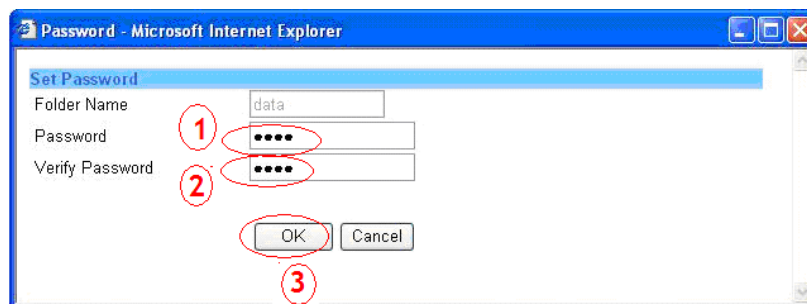 Password - Microsoft Internet Explorer
Set Password
Folder Name data
Password 1 ••••
Verify Password 2 ••••
OK Cancel
3